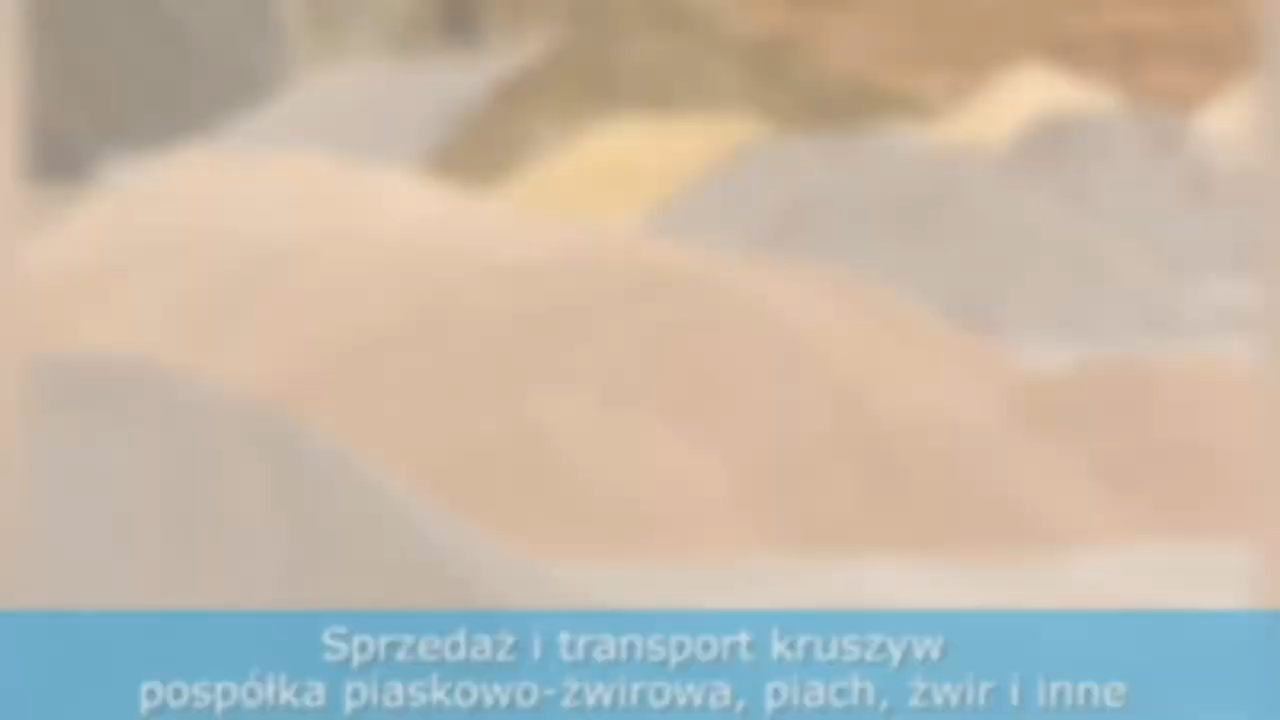 Sprzedaż i transport kruszyw
pospółka piaskowo-żwirowa, piach, żwir i inne